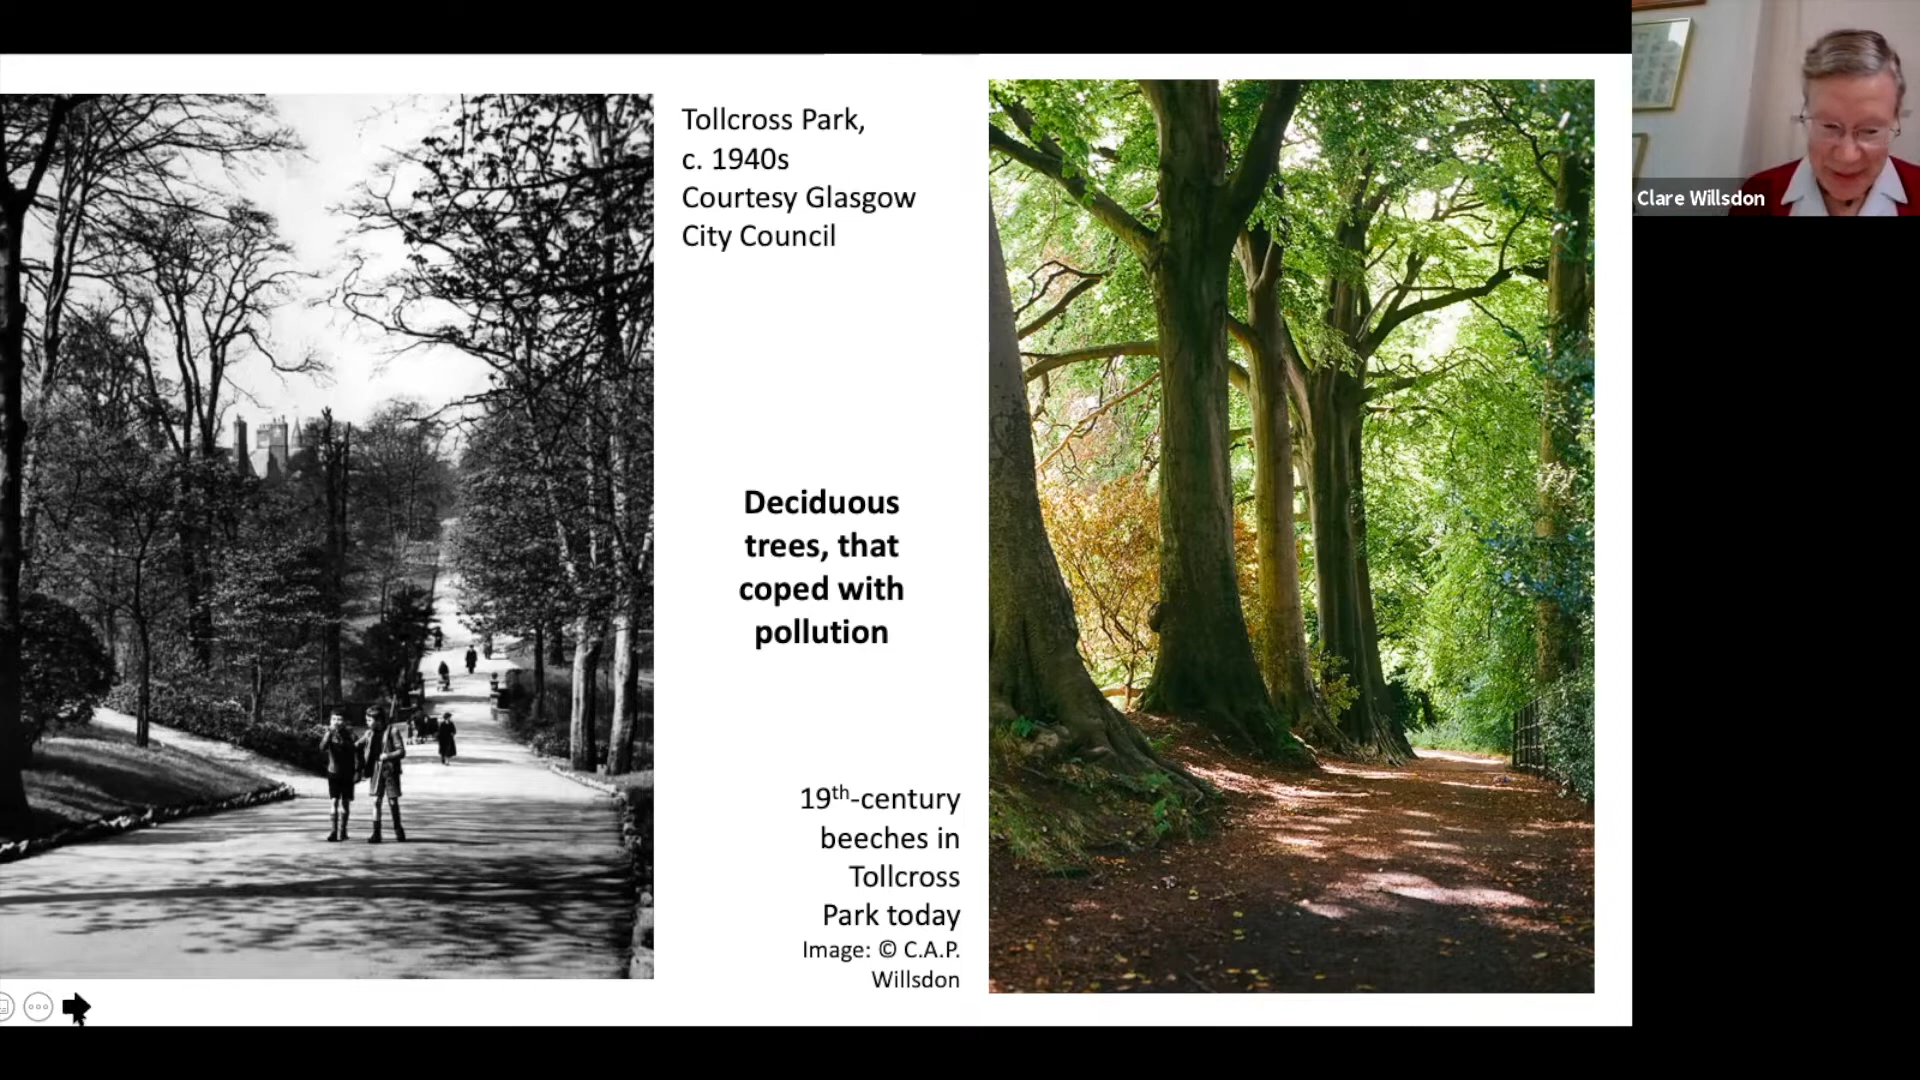 Tollcross Park,
c. 1940s
Courtesy Glasgow
City Council
Deciduous
trees, that
coped with
pollution
19th-century
beeches in
Tollcross
Park today
Image: © C.A.P.
Willsdon
Clare Willsdon